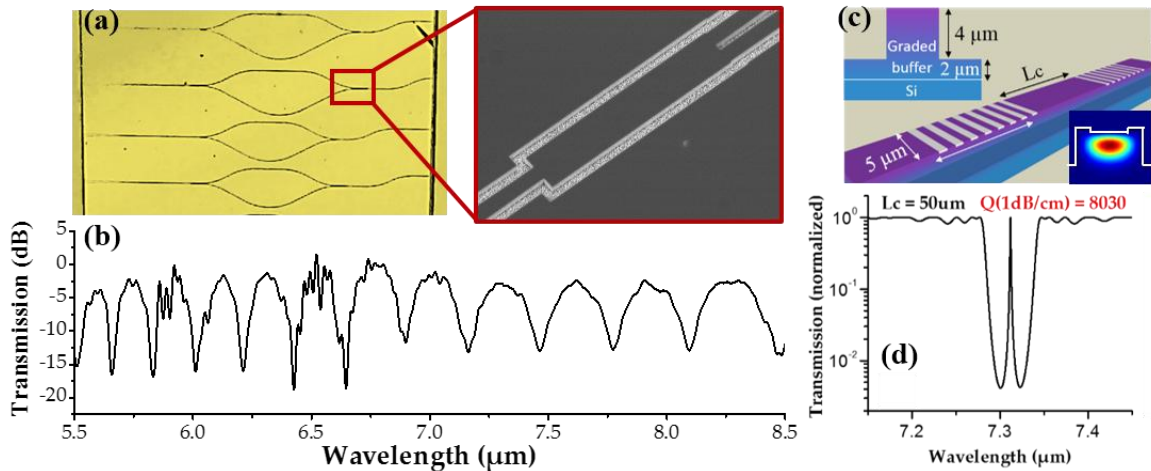 (a)
(b)
Transmission (dB)
5
0
-5
-10
-15
-20
5.5 6.0 6.5 7.0 7.5 8.0 8.5
Wavelength (µm)
(c)
Graded
buffer
Si
4 µm
2 µm
Lc
5 µm
Lc = 50um Q(1dB/cm) = 8030
Transmission (normalized)
10⁰
10⁻¹
10⁻²
(d)
7.2 7.3 7.4
Wavelength (µm)